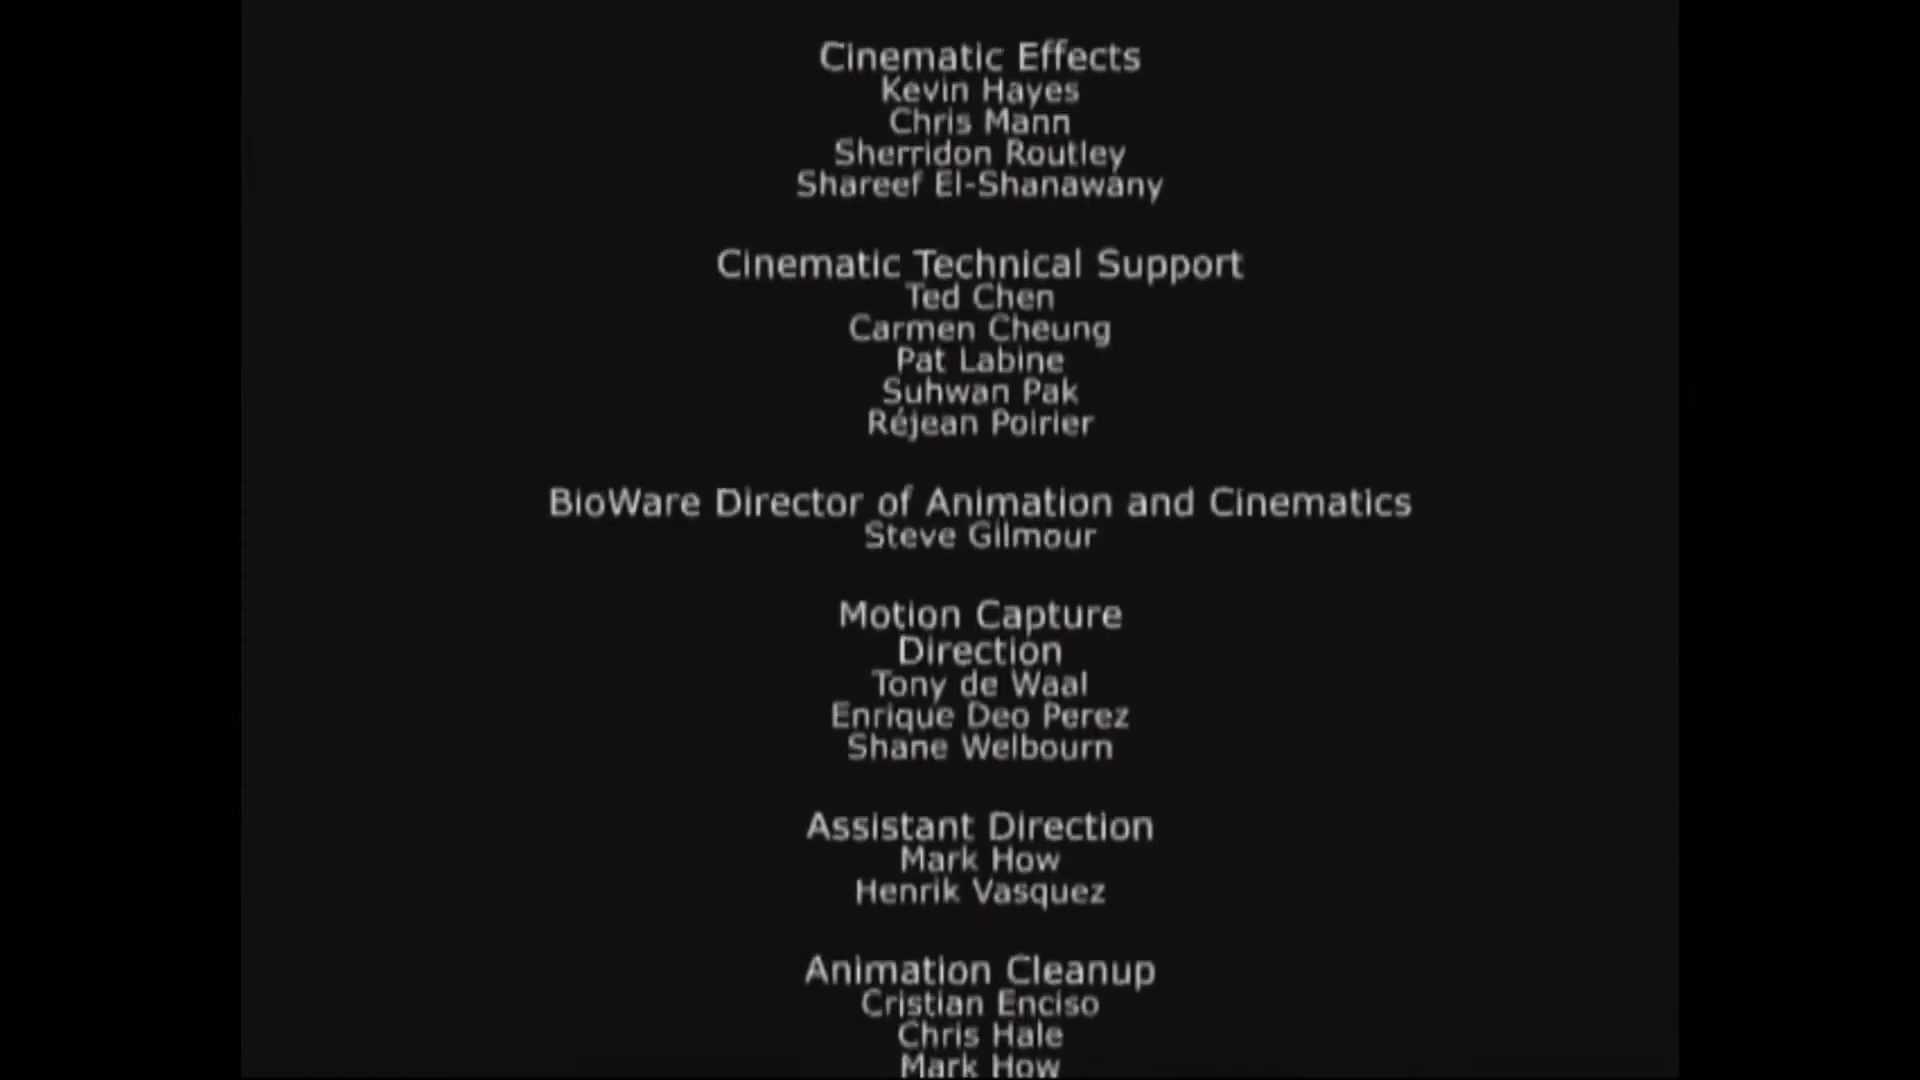 Cinematic Effects
Kevin Hayes
Chris Mann
Sherridon Routley
Shareef El-Shanawany
Cinematic Technical Support
Ted Chen
Carmen Cheung
Pat Labine
Suhwan Pak
Réjean Poirier
BioWare Director of Animation and Cinematics
Steve Gilmour
Motion Capture
Direction
Tony de Waal
Enrique Deo Perez
Shane Welbourn
Assistant Direction
Mark How
Henrik Vasquez
Animation Cleanup
Cristian Enciso
Chris Hale
Mark How